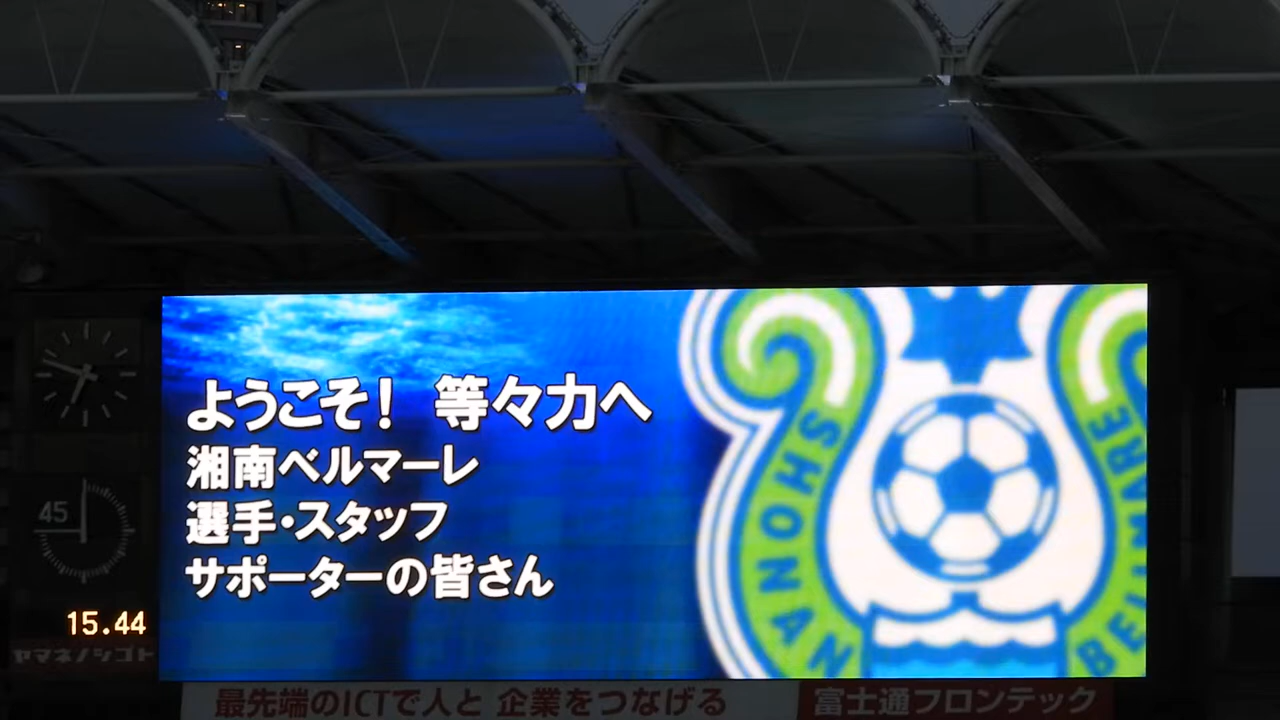 ようこそ! 等々力へ
湘南ベルマーレ
選手・スタッフ
サポーターの皆さん
SHONAN
BELLMARE
45
15.44
ヤマネノシゴト
最先端のICTで人と 企業をつなげる
富士通フロンテック